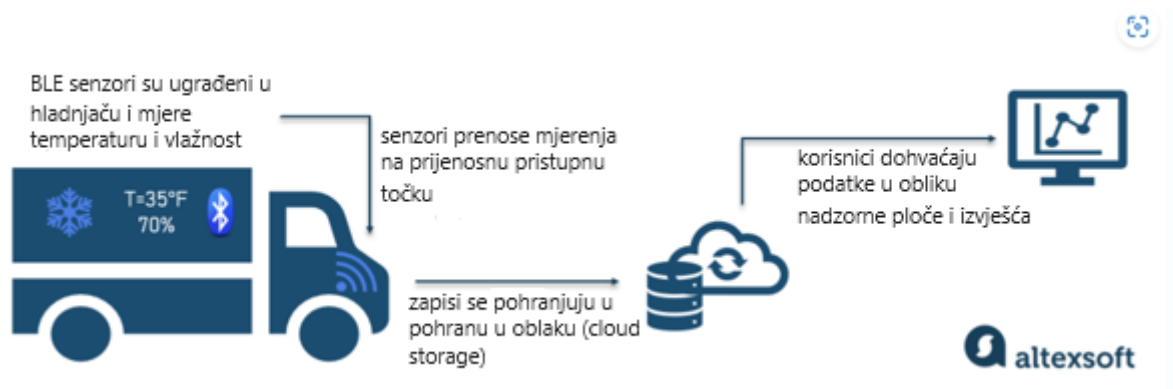 BLE senzori su ugrađeni u
hladnjaču i mjere
temperaturu i vlažnost
T=35°F
70%
senzori prenose mjerenja
na prijenosnu pristupnu
točku
zapisi se pohranjuju u
pohranu u oblaku (cloud
storage)
korisnici dohvaćaju
podatke u obliku
nadzorne ploče i izvješća
altexsoft